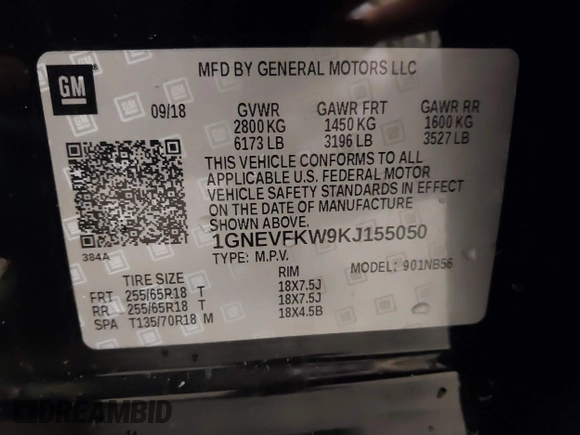 GM
MFD BY GENERAL MOTORS LLC
09/18 GVWR GAWR FRT GAWR RR
2800 KG 1450 KG 1600 KG
6173 LB 3196 LB 3527 LB
THIS VEHICLE CONFORMS TO ALL
APPLICABLE U.S. FEDERAL MOTOR
VEHICLE SAFETY STANDARDS IN EFFECT
ON THE DATE OF MANUFACTURE
SHOWN ABOVE.
1GNEVFKW9KJ155050
384A
TYPE: M.P.V. MODEL: 901NB56
TIRE SIZE RIM
FRT 255/65R18 T 18X7.5J
RR 255/65R18 T 18X7.5J
SPA T135/70R18 M 18X4.5B
DREAMBID